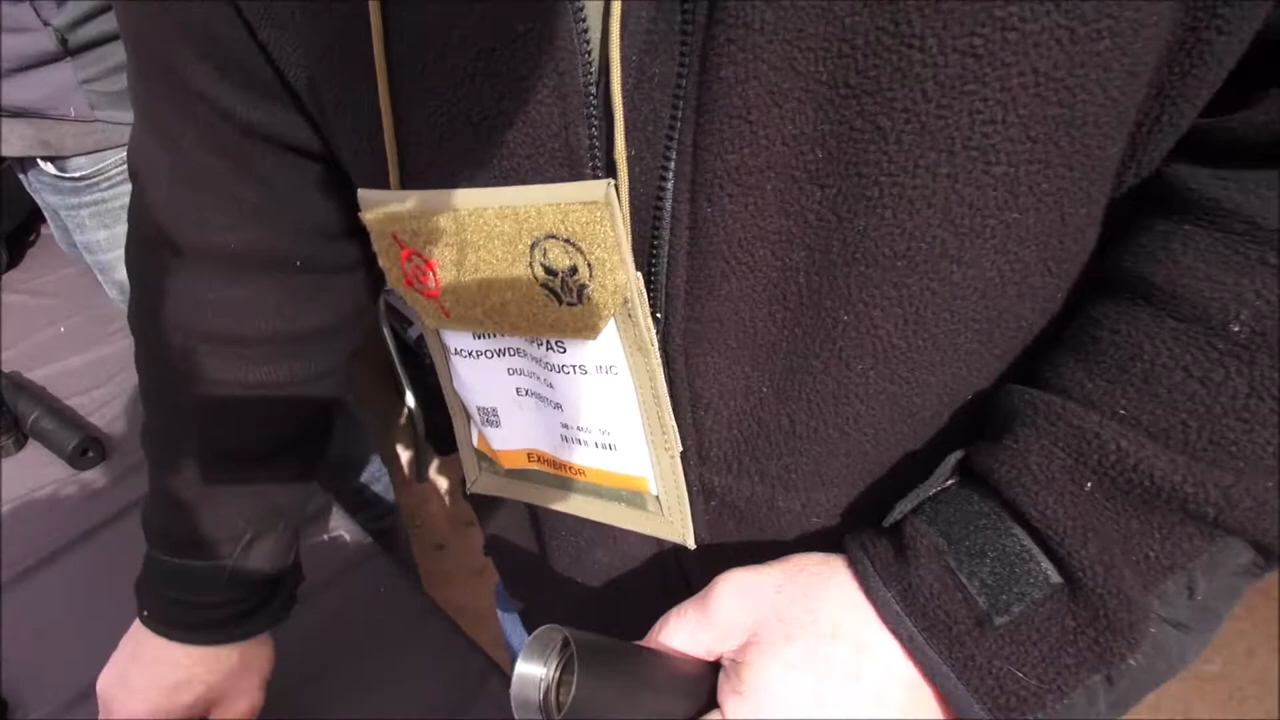 LACKPOWDER PRODUCTS, INC
DULUTH, GA
EXHIBITOR
EXHIBITOR